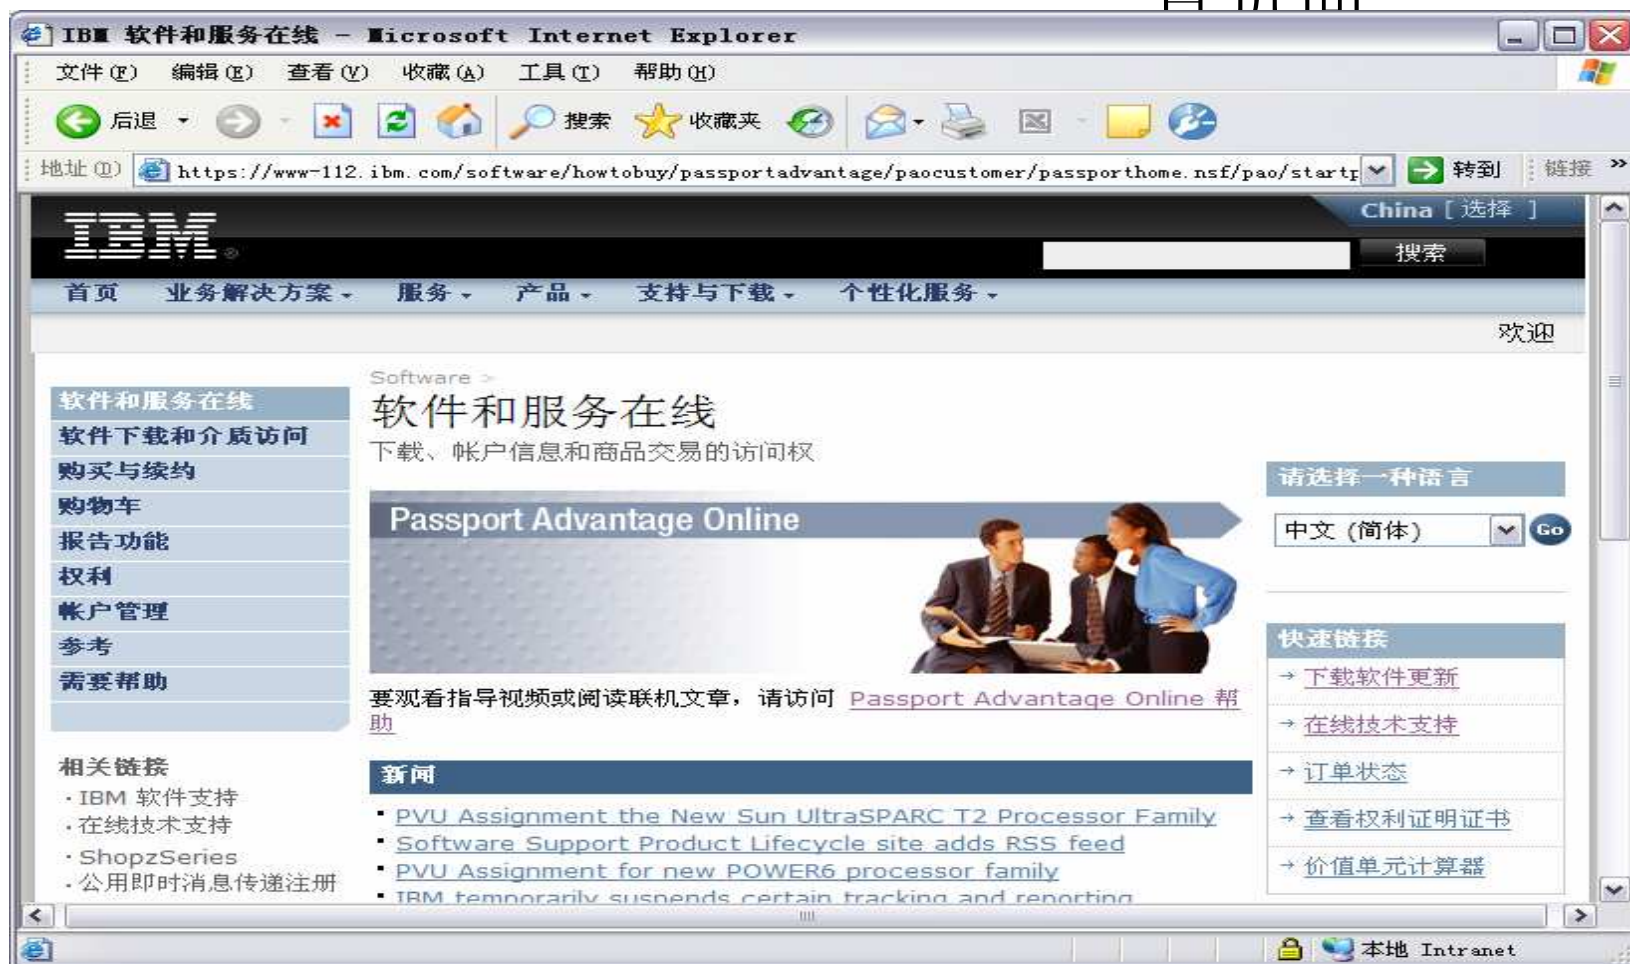 IBM 软件和服务在线 - Microsoft Internet Explorer
文件(F) 编辑(E) 查看(V) 收藏(A) 工具(T) 帮助(H)
后退 搜索 收藏夹
地址(D) https://www-112.ibm.com/software/howtobuy/passportadvantage/paocustomer/passporthome.nsf/pao/startp 转到 链接 »
China [ 选择 ]
IBM®
搜索
首页 业务解决方案 服务 产品 支持与下载 个性化服务
欢迎
软件和服务在线
软件下载和介质访问
购买与续约
购物车
报告功能
权利
帐户管理
参考
需要帮助
相关链接
· IBM 软件支持
· 在线技术支持
· ShopzSeries
· 公用即时消息传递注册
Software >
软件和服务在线
下载、帐户信息和商品交易的访问权
Passport Advantage Online
要观看指导视频或阅读联机文章，请访问 Passport Advantage Online 帮
助
新闻
PVU Assignment the New Sun UltraSPARC T2 Processor Family
Software Support Product Lifecycle site adds RSS feed
PVU Assignment for new POWER6 processor family
IBM temporarily suspends certain tracking and reporting
请选择一种语言
中文 (简体) Go
快速链接
→ 下载软件更新
→ 在线技术支持
→ 订单状态
→ 查看权利证明证书
→ 价值单元计算器
本地 Intranet